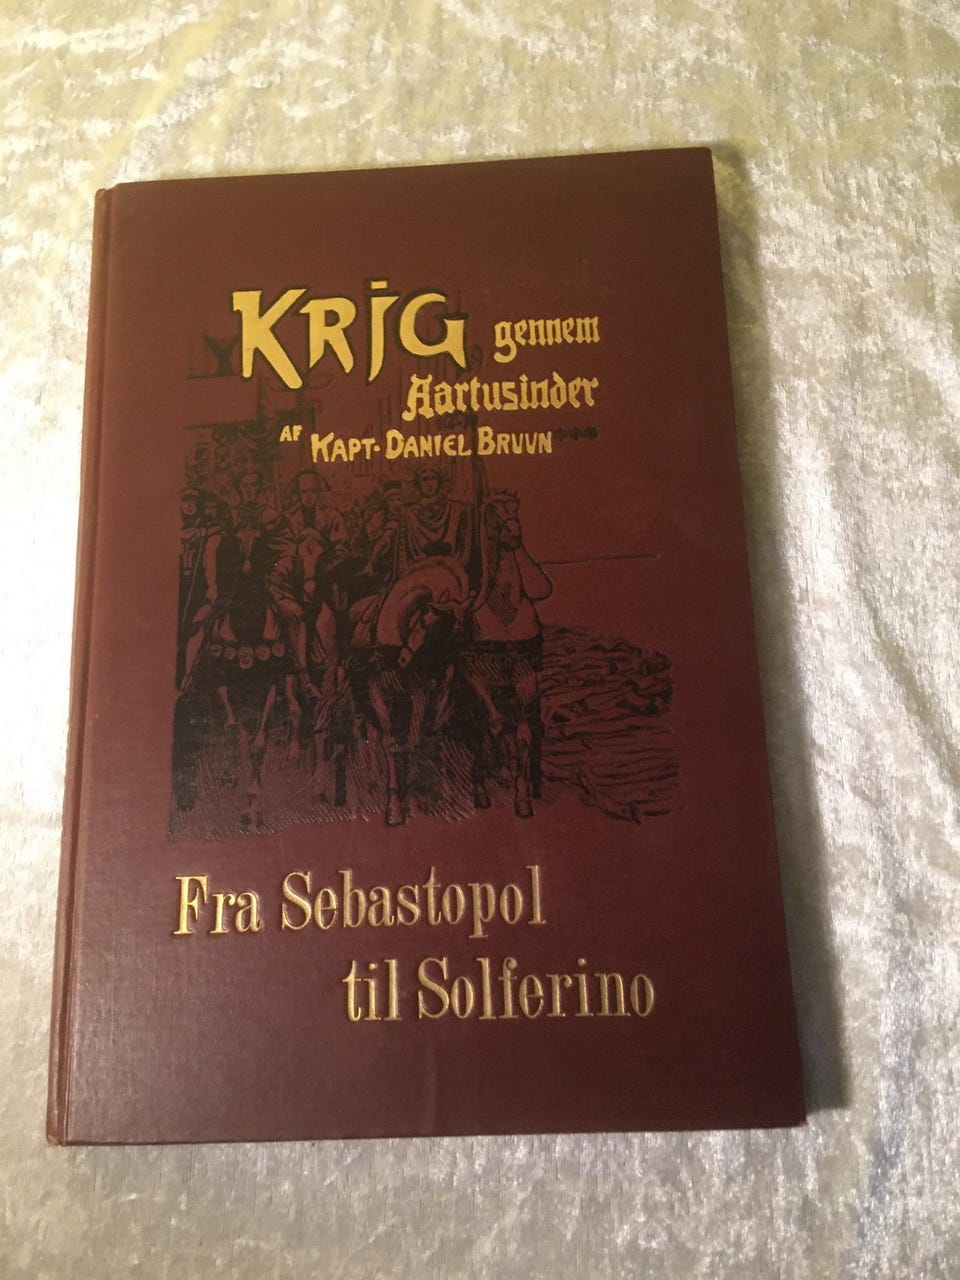 KRIG gennem
Aartusinder
AF KAPT. DANIEL BRUUN
Fra Sebastopol
til Solferino